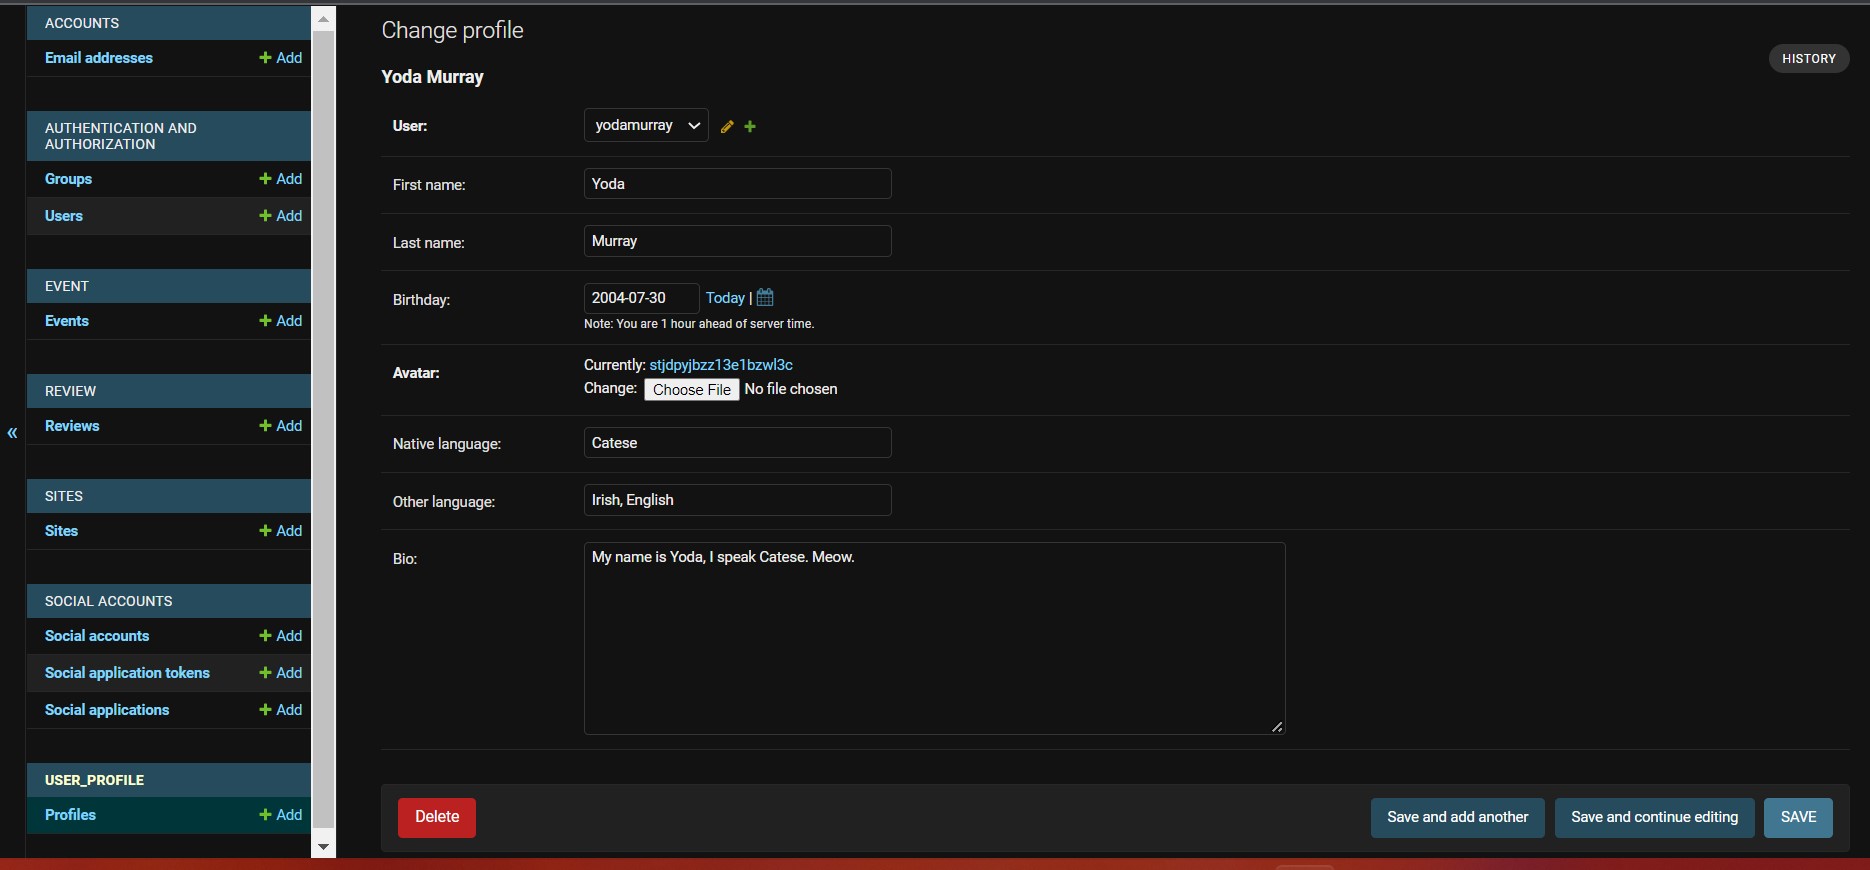 ACCOUNTS
Email addresses + Add
AUTHENTICATION AND
AUTHORIZATION
Groups + Add
Users + Add
EVENT
Events + Add
REVIEW
Reviews + Add
SITES
Sites + Add
SOCIAL ACCOUNTS
Social accounts + Add
Social application tokens + Add
Social applications + Add
USER_PROFILE
Profiles + Add
«
Change profile
HISTORY
Yoda Murray
User: yodamurray
First name: Yoda
Last name: Murray
Birthday: 2004-07-30 Today |
Note: You are 1 hour ahead of server time.
Avatar: Currently: stjdpyjbzz13e1bzwl3c
Change: Choose File No file chosen
Native language: Catese
Other language: Irish, English
Bio: My name is Yoda, I speak Catese. Meow.
Delete Save and add another Save and continue editing SAVE